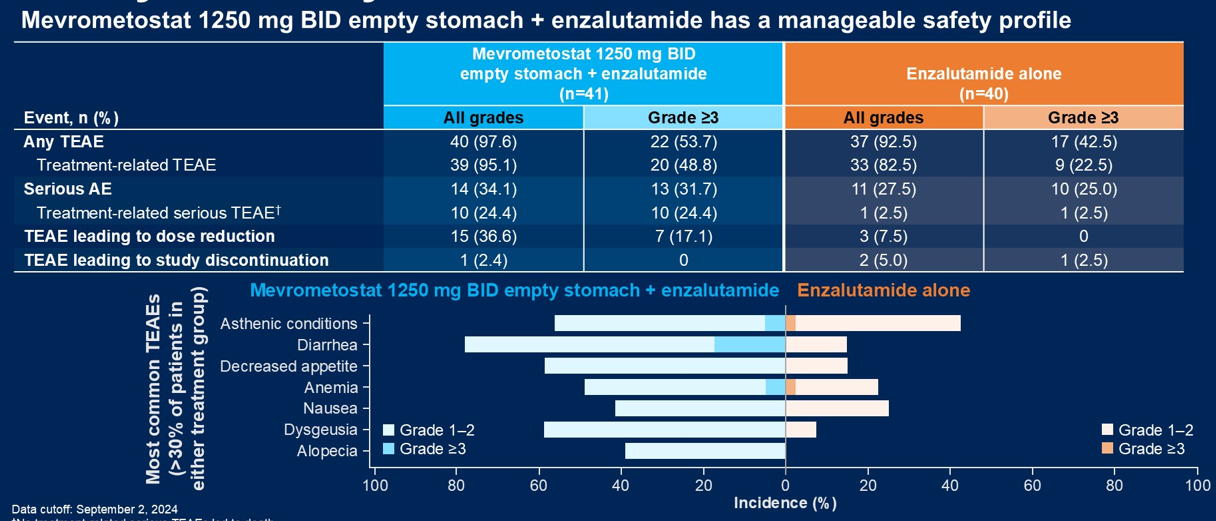 Mevrometostat 1250 mg BID empty stomach + enzalutamide has a manageable safety profile
Mevrometostat 1250 mg BID
empty stomach + enzalutamide
(n=41)
Enzalutamide alone
(n=40)
Event, n (%) All grades Grade ≥3 All grades Grade ≥3
Any TEAE 40 (97.6) 22 (53.7) 37 (92.5) 17 (42.5)
Treatment-related TEAE 39 (95.1) 20 (48.8) 33 (82.5) 9 (22.5)
Serious AE 14 (34.1) 13 (31.7) 11 (27.5) 10 (25.0)
Treatment-related serious TEAE† 10 (24.4) 10 (24.4) 1 (2.5) 1 (2.5)
TEAE leading to dose reduction 15 (36.6) 7 (17.1) 3 (7.5) 0
TEAE leading to study discontinuation 1 (2.4) 0 2 (5.0) 1 (2.5)
Mevrometostat 1250 mg BID empty stomach + enzalutamide Enzalutamide alone
Most common TEAEs
(>30% of patients in
either treatment group)
Asthenic conditions
Diarrhea
Decreased appetite
Anemia
Nausea
Dysgeusia
Alopecia
Grade 1–2
Grade ≥3
Grade 1–2
Grade ≥3
100 80 60 40 20 0 20 40 60 80 100
Incidence (%)
Data cutoff: September 2, 2024